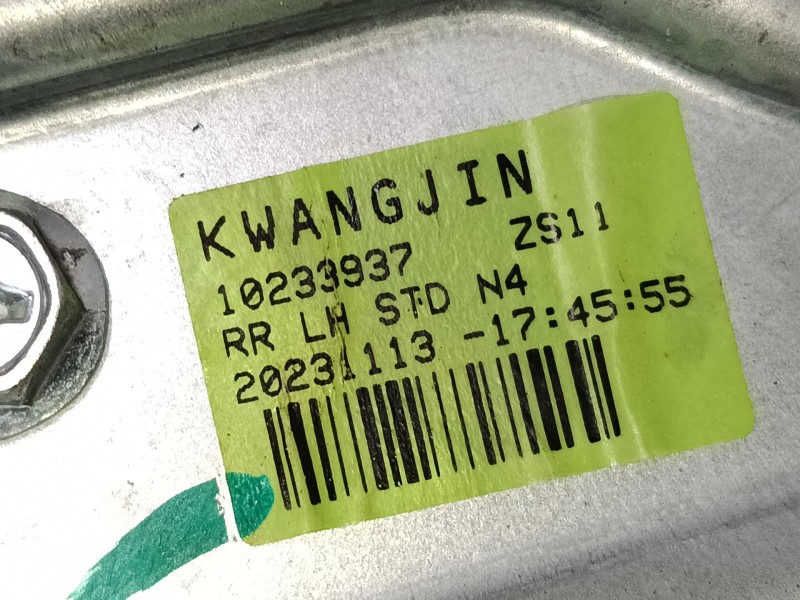 KWANGJIN
10233937 ZS11
RR LH STD N4
20231113 -17:45:55